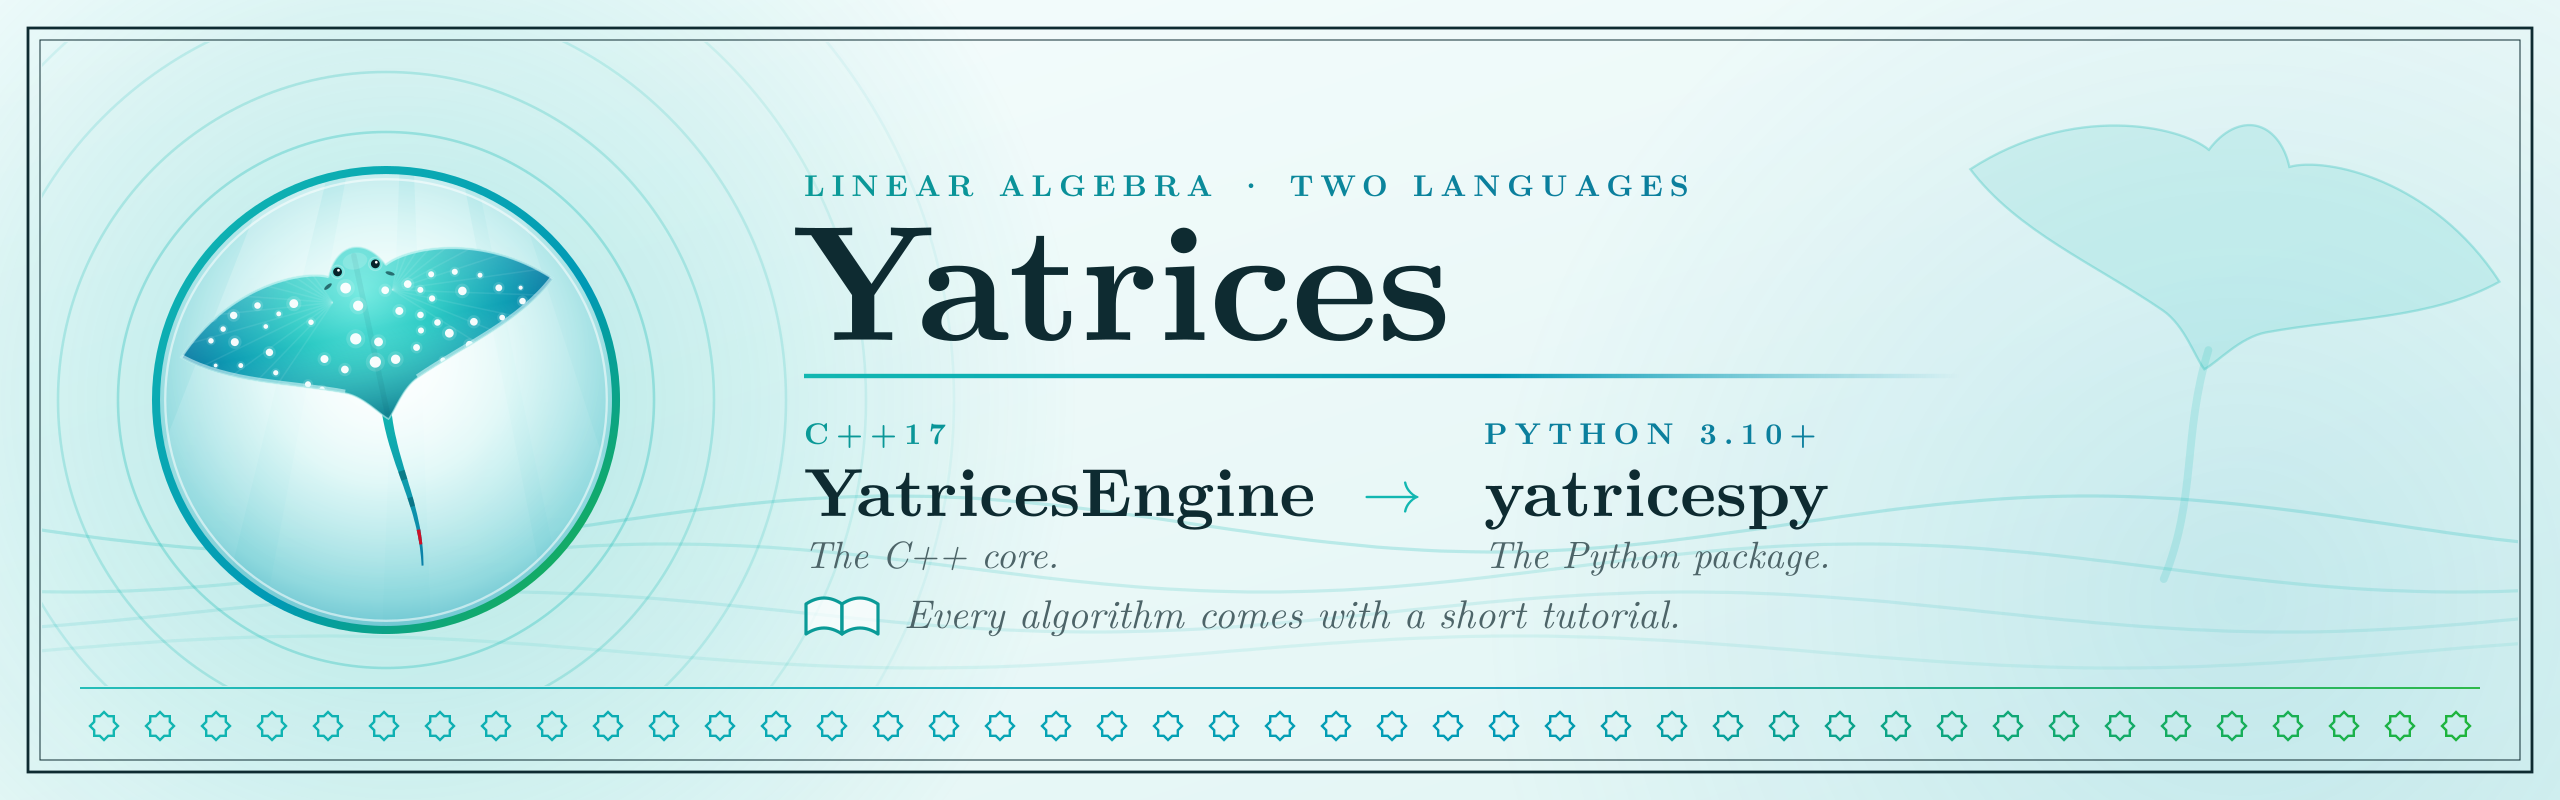 LINEAR ALGEBRA · TWO LANGUAGES
Yatrices
C++17
YatricesEngine → yatricespy
PYTHON 3.10+
The C++ core.
The Python package.
Every algorithm comes with a short tutorial.